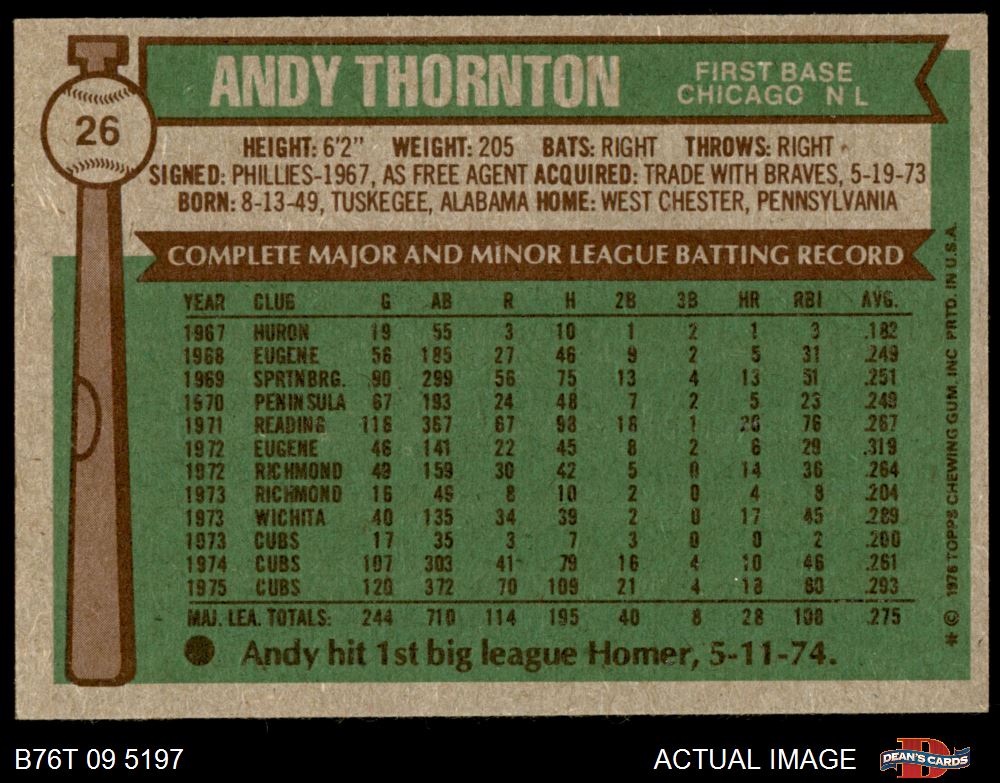 ANDY THORNTON
FIRST BASE
CHICAGO N L
26
HEIGHT: 6'2" WEIGHT: 205 BATS: RIGHT THROWS: RIGHT
SIGNED: PHILLIES-1967, AS FREE AGENT ACQUIRED: TRADE WITH BRAVES, 5-19-73
BORN: 8-13-49, TUSKEGEE, ALABAMA HOME: WEST CHESTER, PENNSYLVANIA
COMPLETE MAJOR AND MINOR LEAGUE BATTING RECORD
YEAR CLUB G AB R H 2B 3B HR RBI AVG.
1967 HURON 19 55 3 10 1 2 1 3 .182
1968 EUGENE 56 185 27 46 9 2 5 31 .249
1969 SPRTNBRG. 90 299 56 75 13 4 13 51 .251
1970 PENINSULA 67 193 24 48 7 2 5 23 .249
1971 READING 116 367 67 98 18 1 26 76 .267
1972 EUGENE 46 141 22 45 8 2 6 29 .319
1972 RICHMOND 49 159 30 42 5 0 14 36 .264
1973 RICHMOND 16 49 8 10 2 0 4 8 .204
1973 WICHITA 40 135 34 39 2 0 17 45 .289
1973 CUBS 17 35 3 7 3 0 0 2 .200
1974 CUBS 107 303 41 79 16 4 10 46 .261
1975 CUBS 120 372 70 109 21 4 18 60 .293
MAJ. LEA. TOTALS: 244 710 114 195 40 8 28 108 .275
Andy hit 1st big league Homer, 5-11-74.
* © 1976 TOPPS CHEWING GUM, INC PRTD. IN U.S.A.
B76T 09 5197
ACTUAL IMAGE
DEAN'S CARDS